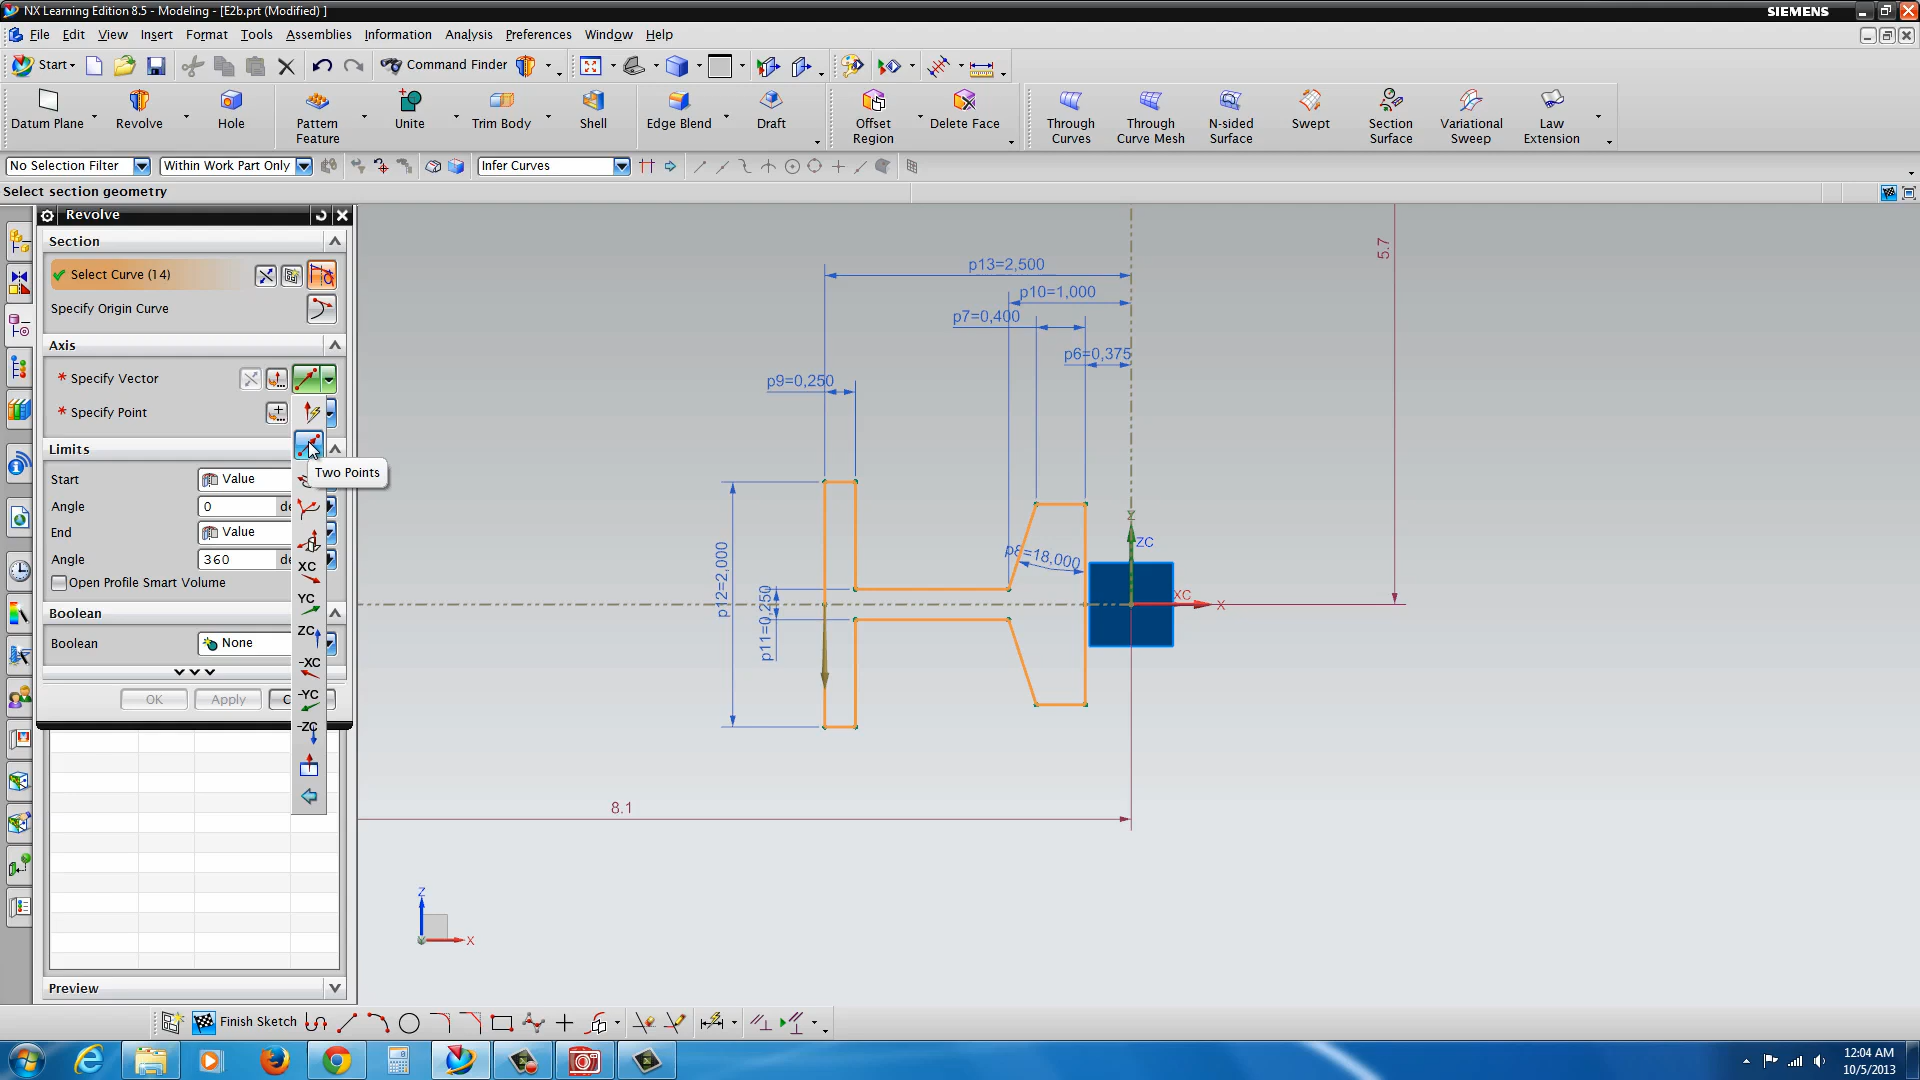 NX Learning Edition 8.5 - Modeling - [E2b.prt (Modified) ]
SIEMENS
File Edit View Insert Format Tools Assemblies Information Analysis Preferences Window Help
Start Command Finder
Datum Plane Revolve Hole Pattern Feature Unite Trim Body Shell Edge Blend Draft Offset Region Delete Face Through Curves Through Curve Mesh N-sided Surface Swept Section Surface Variational Sweep Law Extension
No Selection Filter Within Work Part Only Infer Curves
Select section geometry
Revolve
Section
Select Curve (14)
Specify Origin Curve
Axis
* Specify Vector
* Specify Point
Limits
Two Points
Start Value
Angle 0
End Value
Angle 360
Open Profile Smart Volume
Boolean
Boolean None
OK Apply
XC
YC
ZC
-XC
-YC
-ZC
Preview
p13=2,500
p10=1,000
p7=0,400
p6=0,375
p9=0,250
p8=18,000
p12=2,000
p11=0,250
5.7
8.1
Z
ZC
XC
X
Z
X
Finish Sketch
12:04 AM
10/5/2013